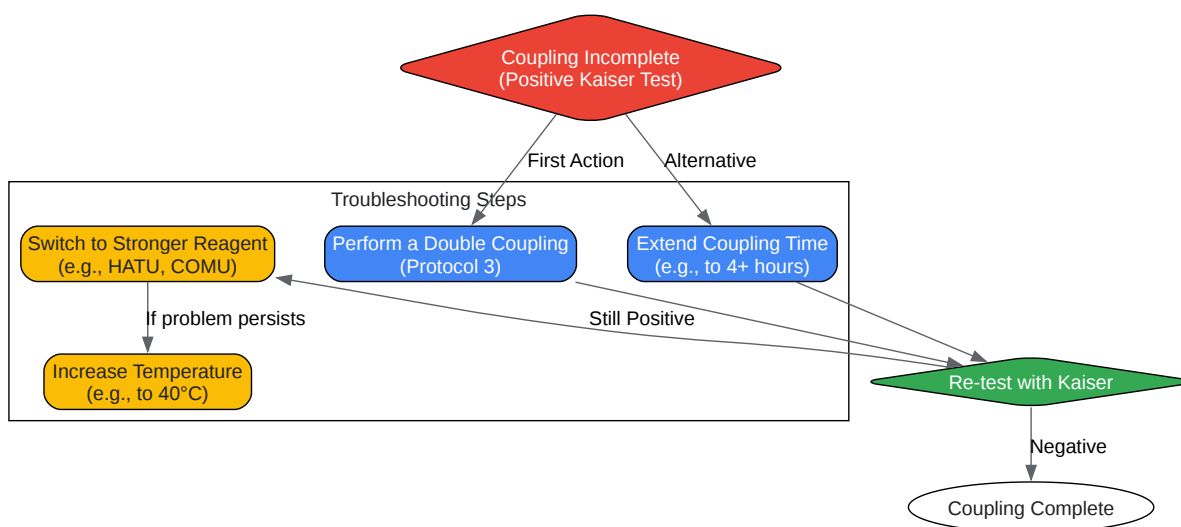 Coupling Incomplete
(Positive Kaiser Test)
First Action
Alternative
Troubleshooting Steps
Switch to Stronger Reagent
(e.g., HATU, COMU)
Perform a Double Coupling
(Protocol 3)
Extend Coupling Time
(e.g., to 4+ hours)
If problem persists
Still Positive
Increase Temperature
(e.g., to 40°C)
Re-test with Kaiser
Negative
Coupling Complete